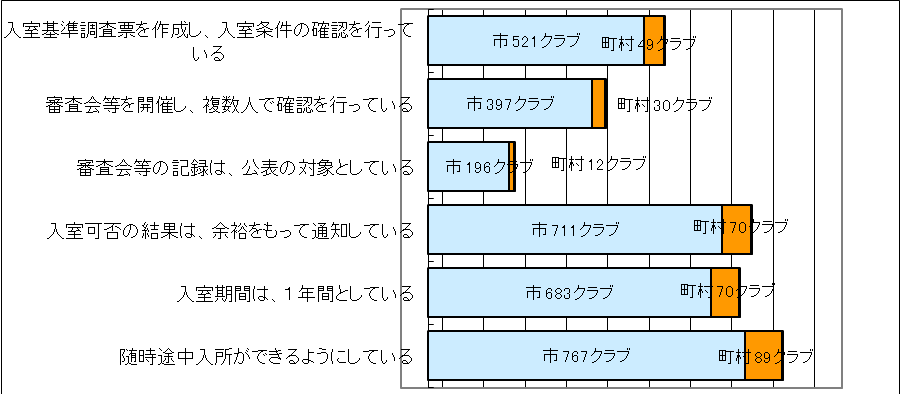 入室基準調査票を作成し、入室条件の確認を行って
いる
市521クラブ
町村49クラブ
審査会等を開催し、複数人で確認を行っている
市397クラブ
町村30クラブ
審査会等の記録は、公表の対象としている
市196クラブ
町村12クラブ
入室可否の結果は、余裕をもって通知している
市711クラブ
町村70クラブ
入室期間は、1年間としている
市683クラブ
町村70クラブ
随時途中入所ができるようにしている
市767クラブ
町村89クラブ